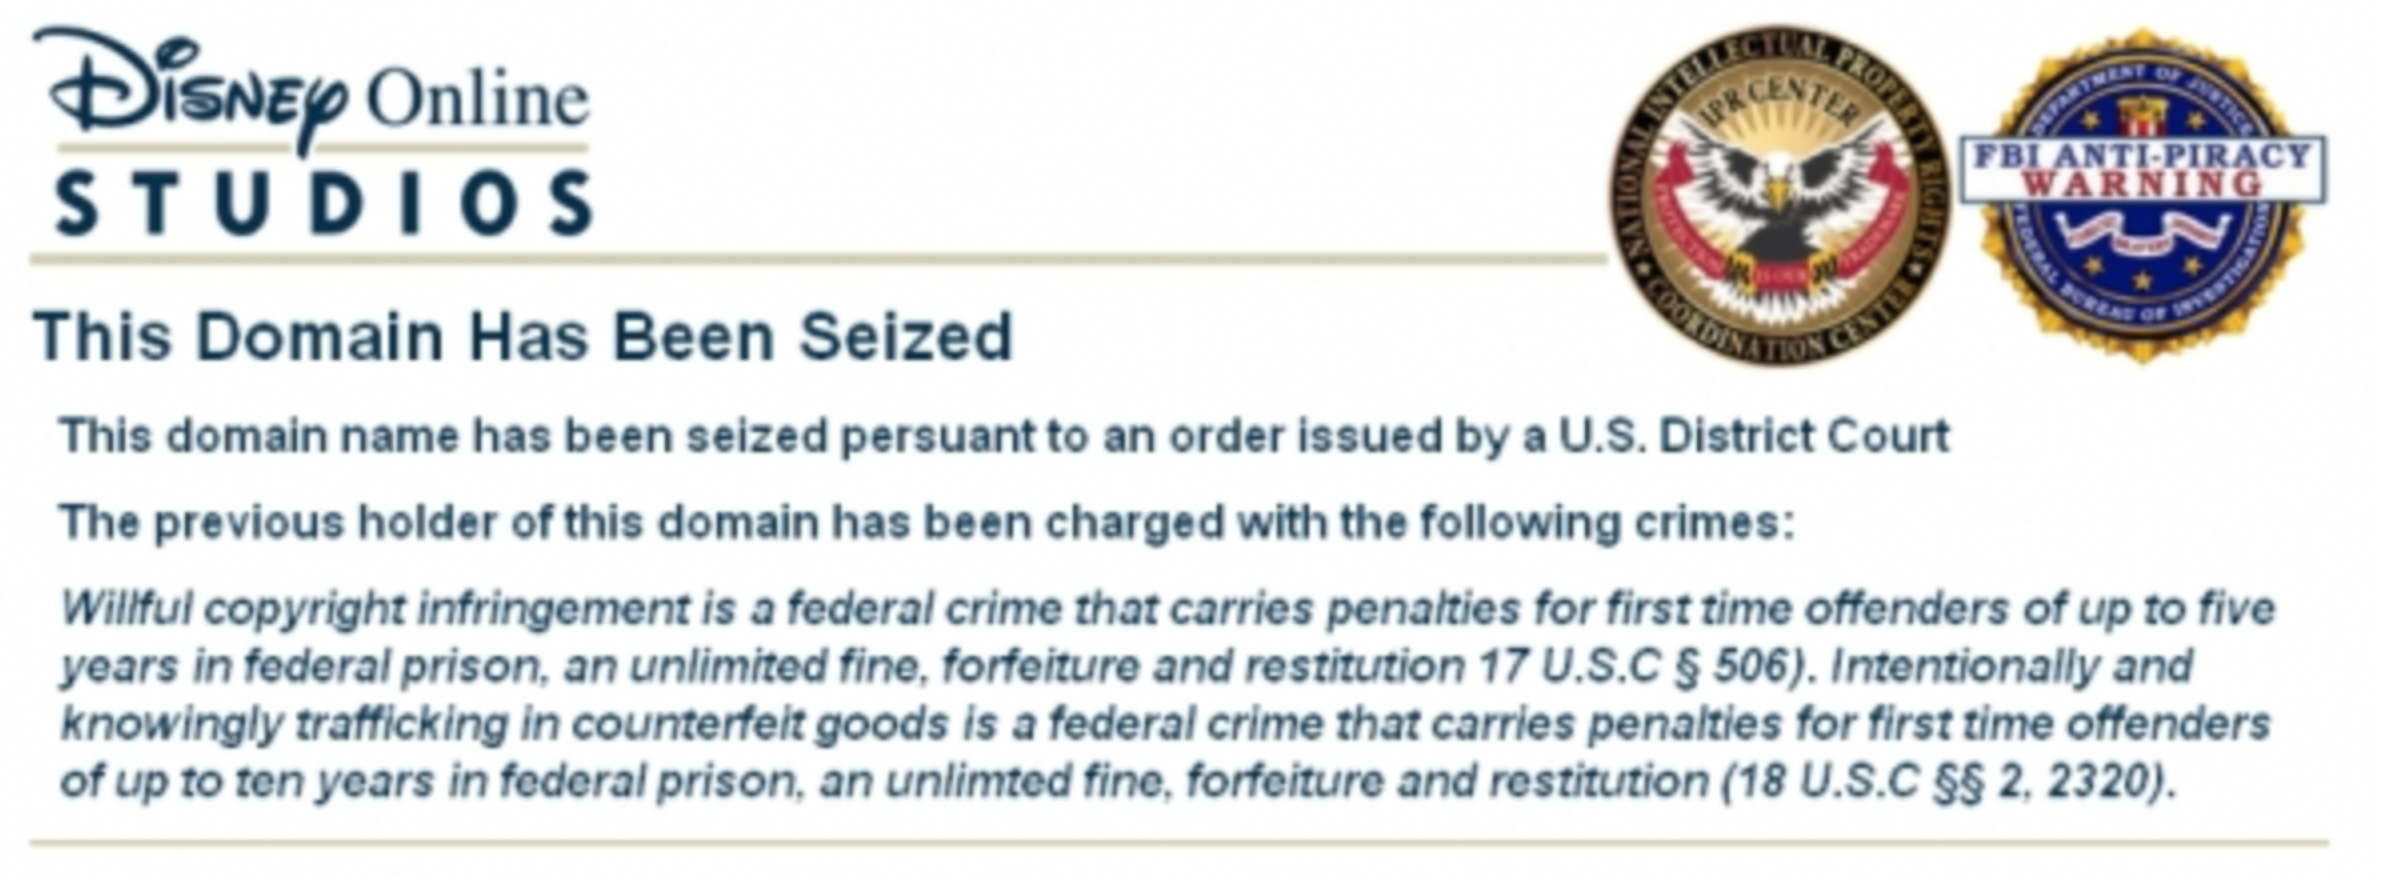 Disney Online
STUDIOS
NATIONAL INTELLECTUAL PROPERTY RIGHTS
IPR CENTER
COORDINATION CENTER
DEPARTMENT OF JUSTICE
FBI ANTI-PIRACY
WARNING
FEDERAL BUREAU OF INVESTIGATION
This Domain Has Been Seized
This domain name has been seized persuant to an order issued by a U.S. District Court
The previous holder of this domain has been charged with the following crimes:
Willful copyright infringement is a federal crime that carries penalties for first time offenders of up to five
years in federal prison, an unlimited fine, forfeiture and restitution 17 U.S.C § 506). Intentionally and
knowingly trafficking in counterfeit goods is a federal crime that carries penalties for first time offenders
of up to ten years in federal prison, an unlimted fine, forfeiture and restitution (18 U.S.C §§ 2, 2320).